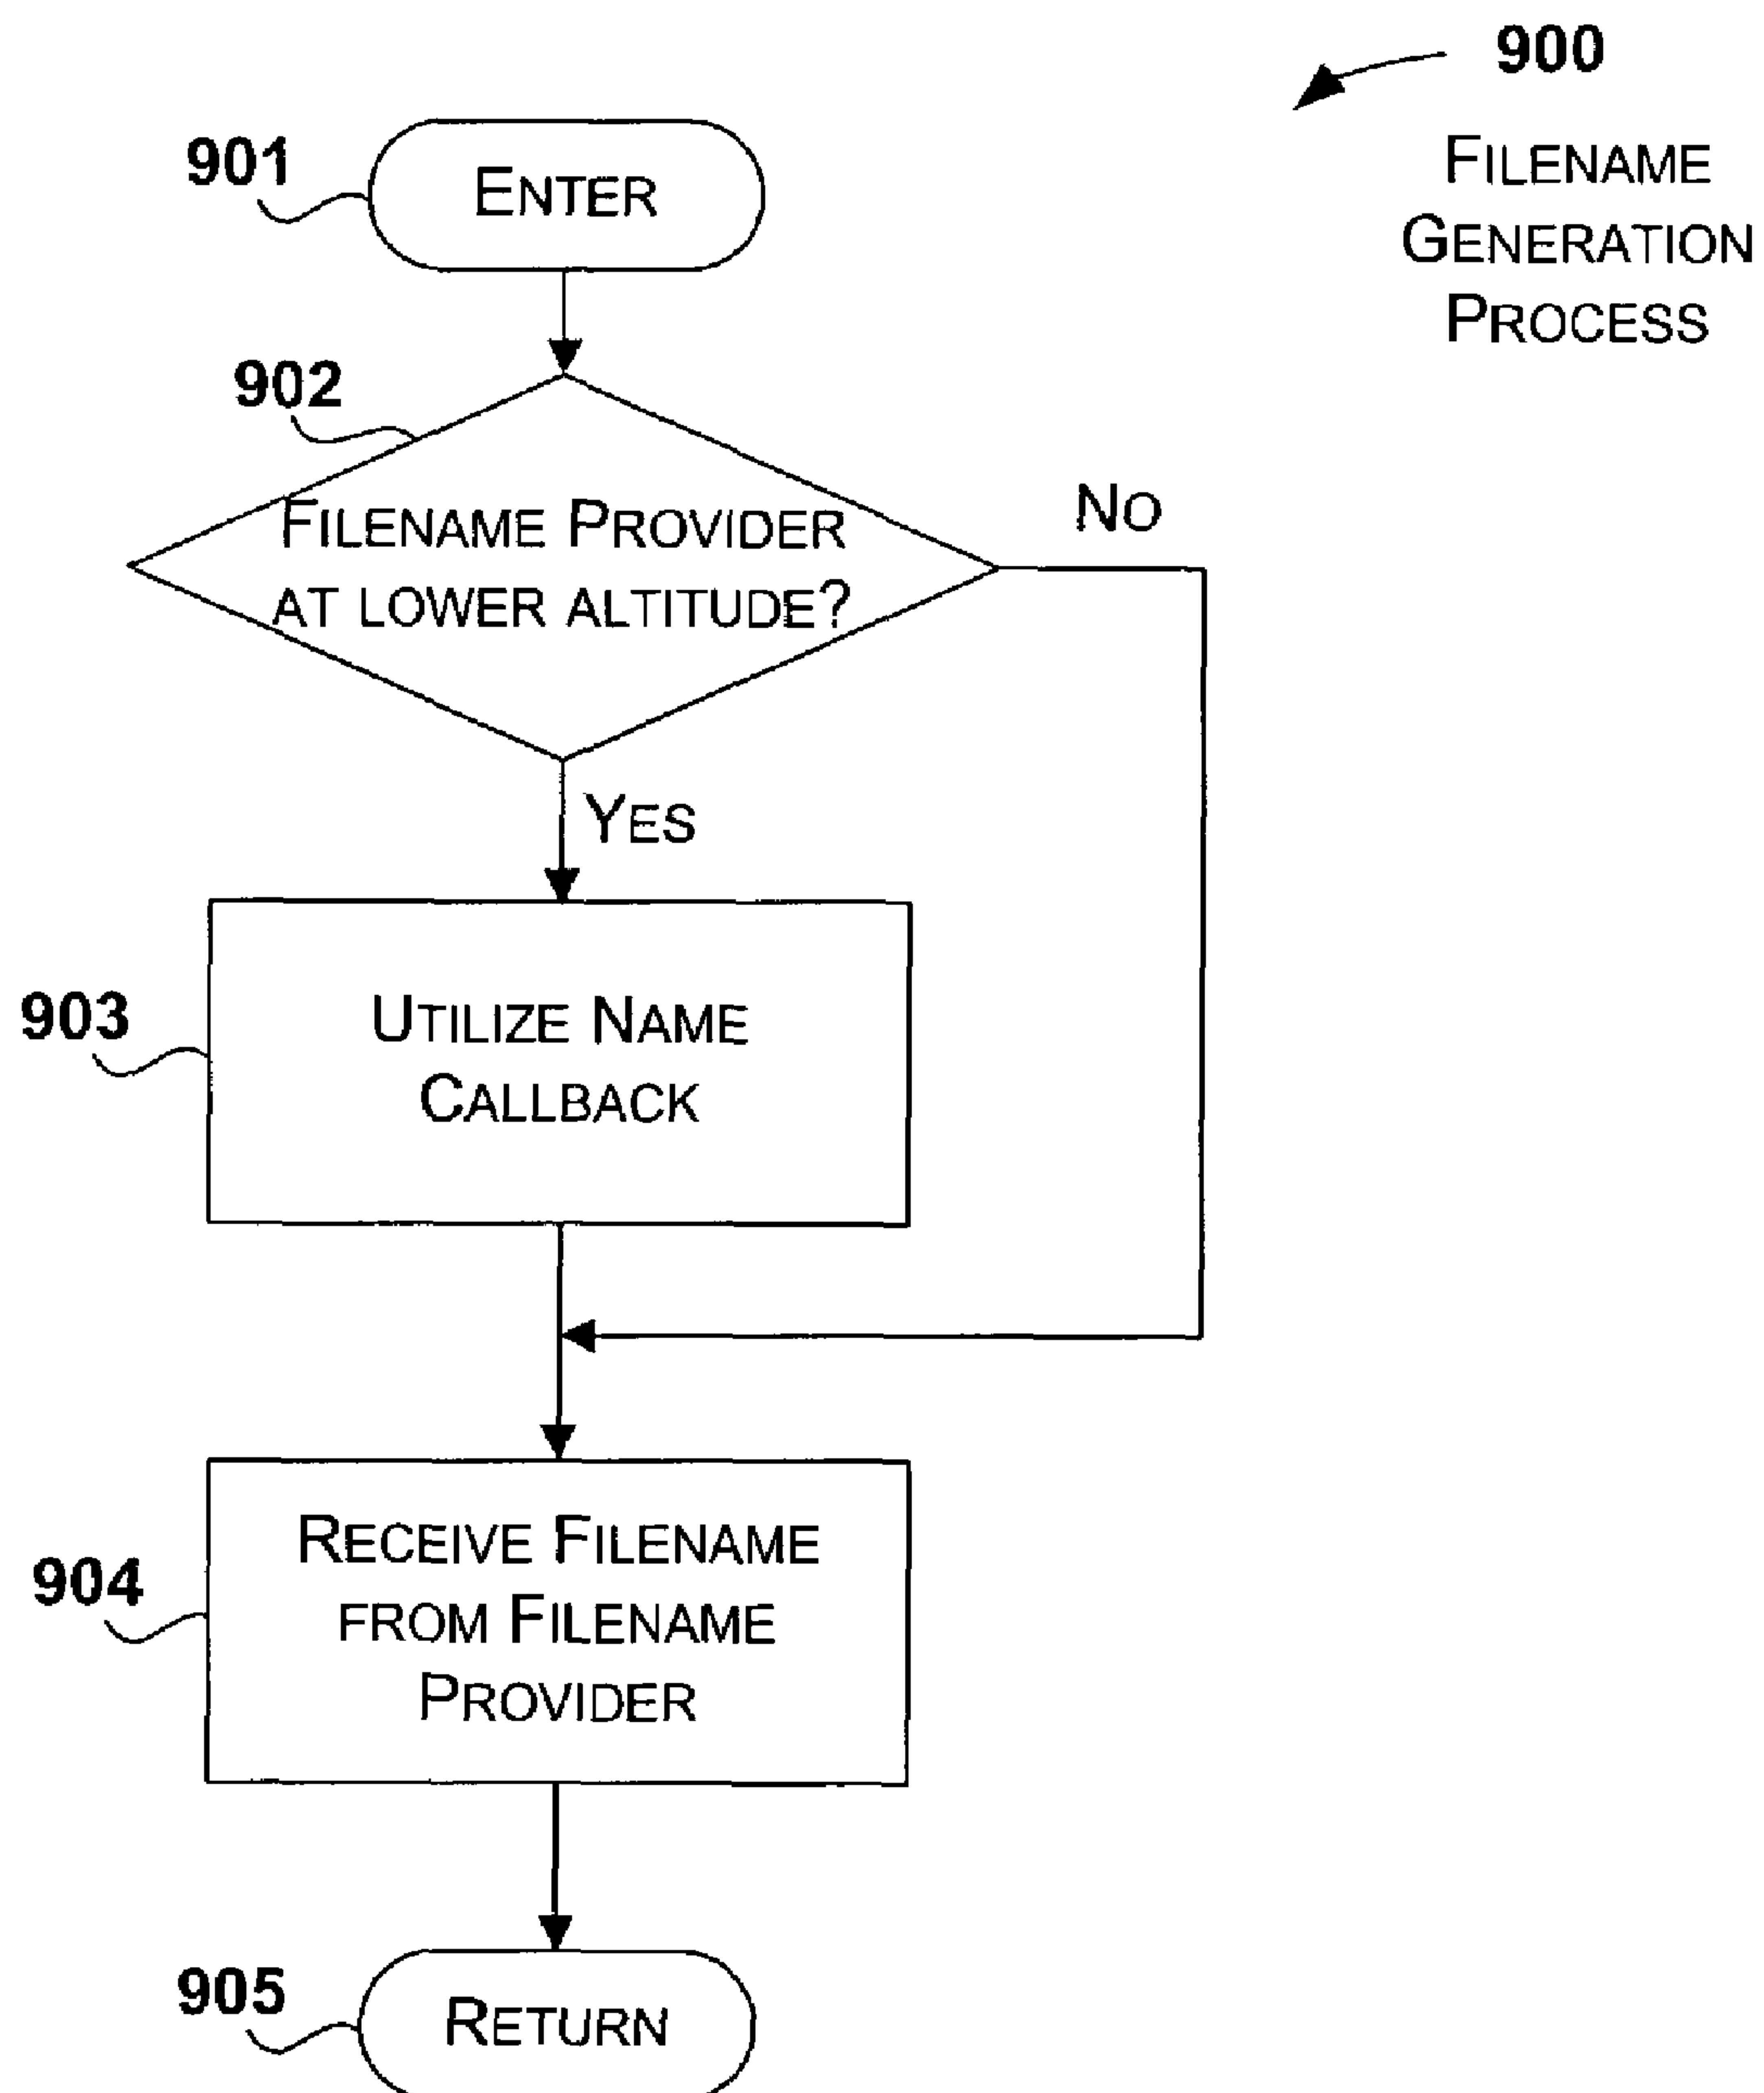 900
FILENAME
GENERATION
PROCESS
901
ENTER
902
FILENAME PROVIDER
AT LOWER ALTITUDE?
NO
YES
903
UTILIZE NAME
CALLBACK
904
RECEIVE FILENAME
FROM FILENAME
PROVIDER
905
RETURN